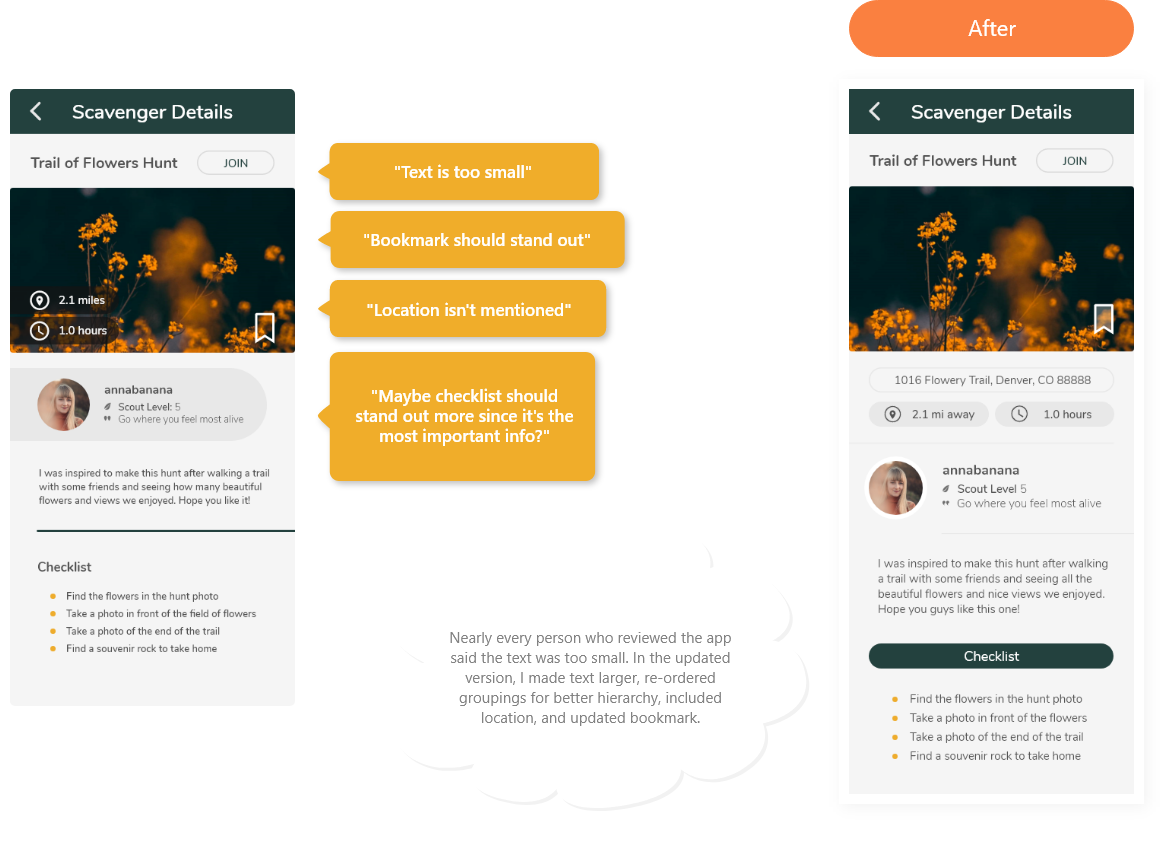 After
Scavenger Details
Trail of Flowers Hunt
JOIN
2.1 miles
1.0 hours
annabanana
Scout Level: 5
Go where you feel most alive
I was inspired to make this hunt after walking a trail
with some friends and seeing how many beautiful
flowers and views we enjoyed. Hope you like it!
Checklist
Find the flowers in the hunt photo
Take a photo in front of the field of flowers
Take a photo of the end of the trail
Find a souvenir rock to take home
"Text is too small"
"Bookmark should stand out"
"Location isn't mentioned"
"Maybe checklist should
stand out more since it's the
most important info?"
Nearly every person who reviewed the app
said the text was too small. In the updated
version, I made text larger, re-ordered
groupings for better hierarchy, included
location, and updated bookmark.
Scavenger Details
Trail of Flowers Hunt
JOIN
1016 Flowery Trail, Denver, CO 88888
2.1 mi away
1.0 hours
annabanana
Scout Level 5
Go where you feel most alive
I was inspired to make this hunt after walking
a trail with some friends and seeing all the
beautiful flowers and nice views we enjoyed.
Hope you guys like this one!
Checklist
Find the flowers in the hunt photo
Take a photo in front of the flowers
Take a photo of the end of the trail
Find a souvenir rock to take home